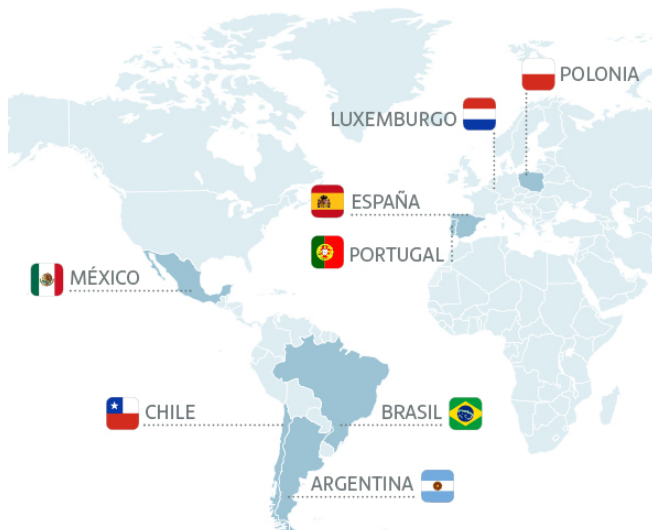 POLONIA
LUXEMBURGO
ESPAÑA
PORTUGAL
MÉXICO
CHILE
BRASIL
ARGENTINA